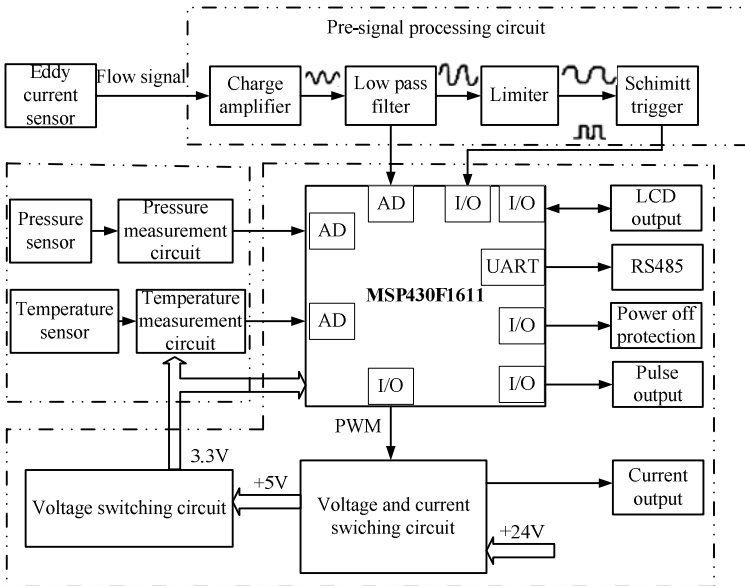 Pre-signal processing circuit
Eddy
current
sensor
Flow signal
Charge
amplifier
Low pass
filter
Limiter
Schimitt
trigger
AD
I/O
I/O
LCD
output
Pressure
sensor
Pressure
measurement
circuit
AD
UART
RS485
MSP430F1611
Temperature
sensor
Temperature
measurement
circuit
AD
I/O
Power off
protection
I/O
I/O
Pulse
output
PWM
3.3V
Voltage switching circuit
+5V
Voltage and current
swiching circuit
Current
output
+24V